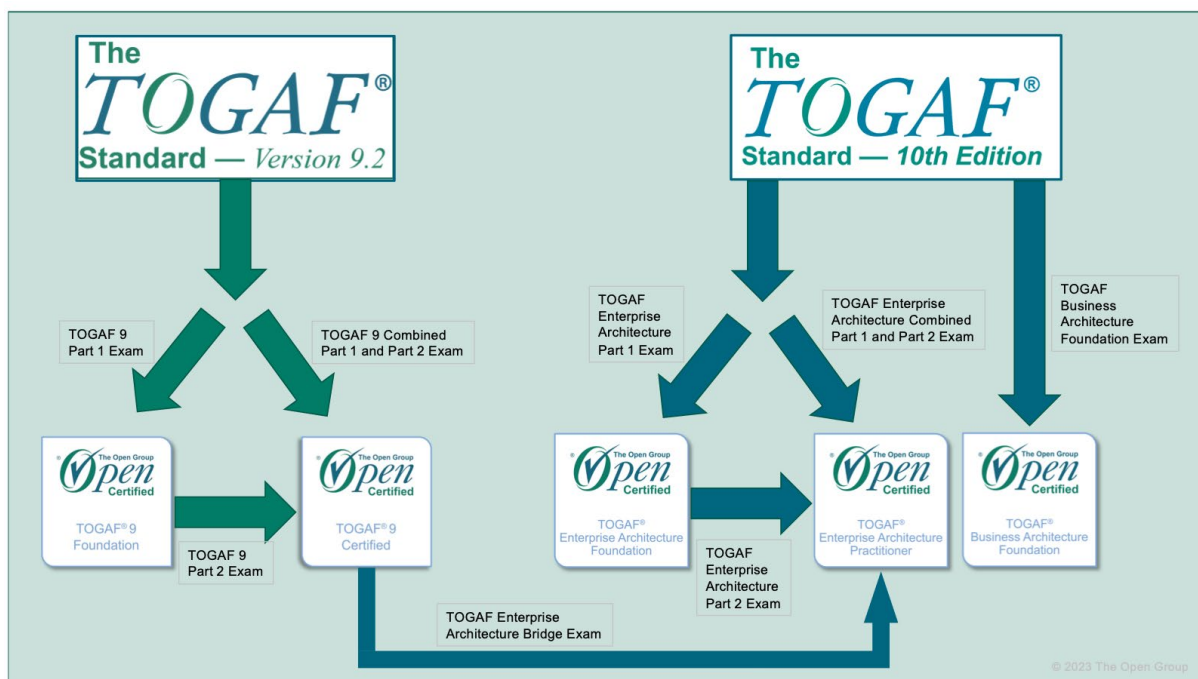 The
TOGAF®
Standard — Version 9.2
The
TOGAF®
Standard — 10th Edition
TOGAF 9
Part 1 Exam
TOGAF 9 Combined
Part 1 and Part 2 Exam
TOGAF
Enterprise
Architecture
Part 1 Exam
TOGAF Enterprise
Architecture Combined
Part 1 and Part 2 Exam
TOGAF
Business
Architecture
Foundation Exam
The Open Group
®Open
Certified
TOGAF® 9
Foundation
TOGAF 9
Part 2 Exam
The Open Group
®Open
Certified
TOGAF® 9
Certified
TOGAF Enterprise
Architecture Bridge Exam
The Open Group
®Open
Certified
TOGAF®
Enterprise Architecture
Foundation
TOGAF
Enterprise
Architecture
Part 2 Exam
The Open Group
®Open
Certified
TOGAF®
Enterprise Architecture
Practitioner
The Open Group
®Open
Certified
TOGAF®
Business Architecture
Foundation
© 2023 The Open Group